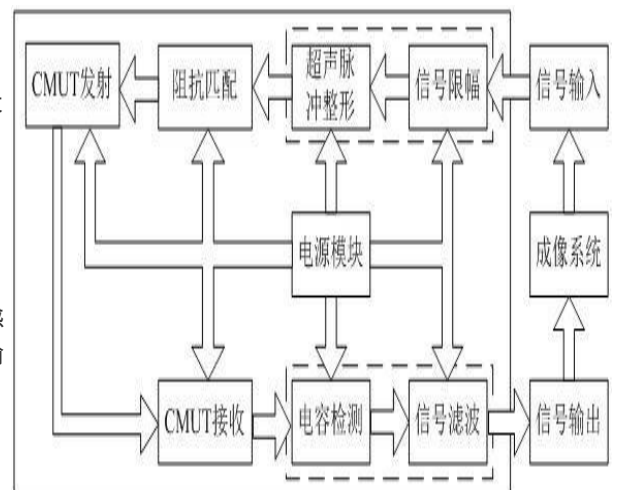 CMUT发射
阻抗匹配
超声脉
冲整形
信号限幅
信号输入
电源模块
成像系统
CMUT接收
电容检测
信号滤波
信号输出